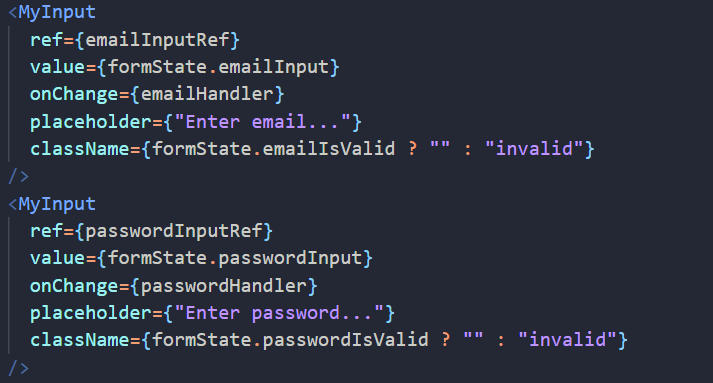 <MyInput
ref={emailInputRef}
value={formState.emailInput}
onChange={emailHandler}
placeholder={"Enter email..."}
className={formState.emailIsValid ? "" : "invalid"}
/>
<MyInput
ref={passwordInputRef}
value={formState.passwordInput}
onChange={passwordHandler}
placeholder={"Enter password..."}
className={formState.passwordIsValid ? "" : "invalid"}
/>